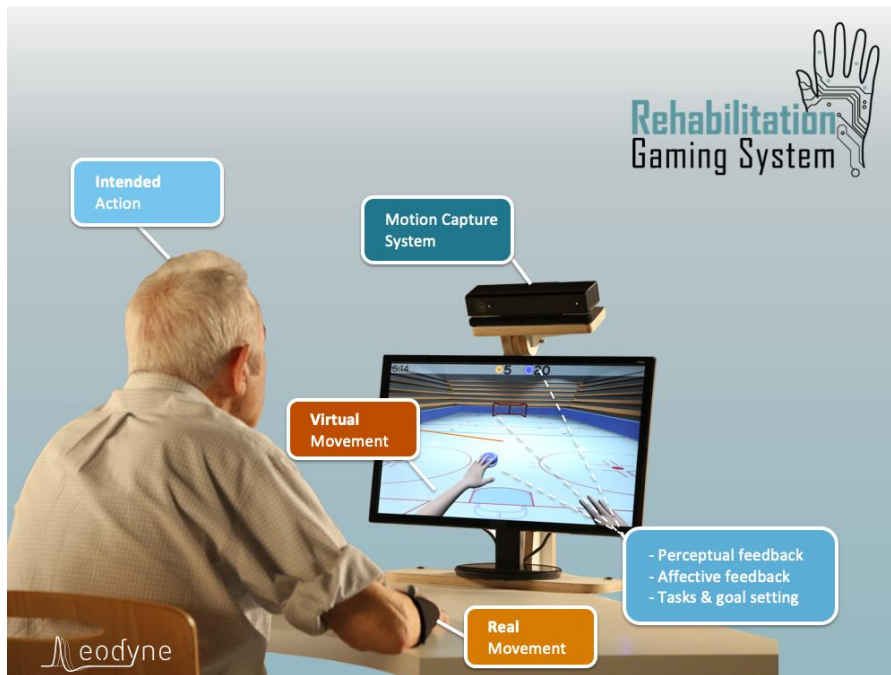 Rehabilitation
Gaming System
Intended
Action
Motion Capture
System
6:14
5
20
Virtual
Movement
- Perceptual feedback
- Affective feedback
- Tasks & goal setting
Real
Movement
eodyne